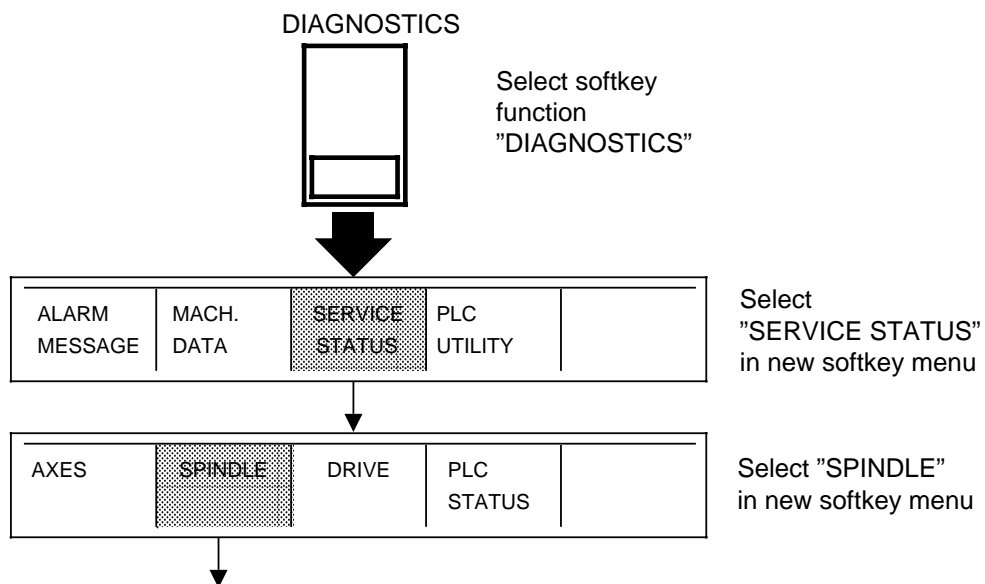 DIAGNOSTICS
Select softkey
function
”DIAGNOSTICS”
ALARM
MESSAGE
MACH.
DATA
SERVICE
STATUS
PLC
UTILITY
Select
”SERVICE STATUS”
in new softkey menu
AXES
SPINDLE
DRIVE
PLC
STATUS
Select ”SPINDLE”
in new softkey menu